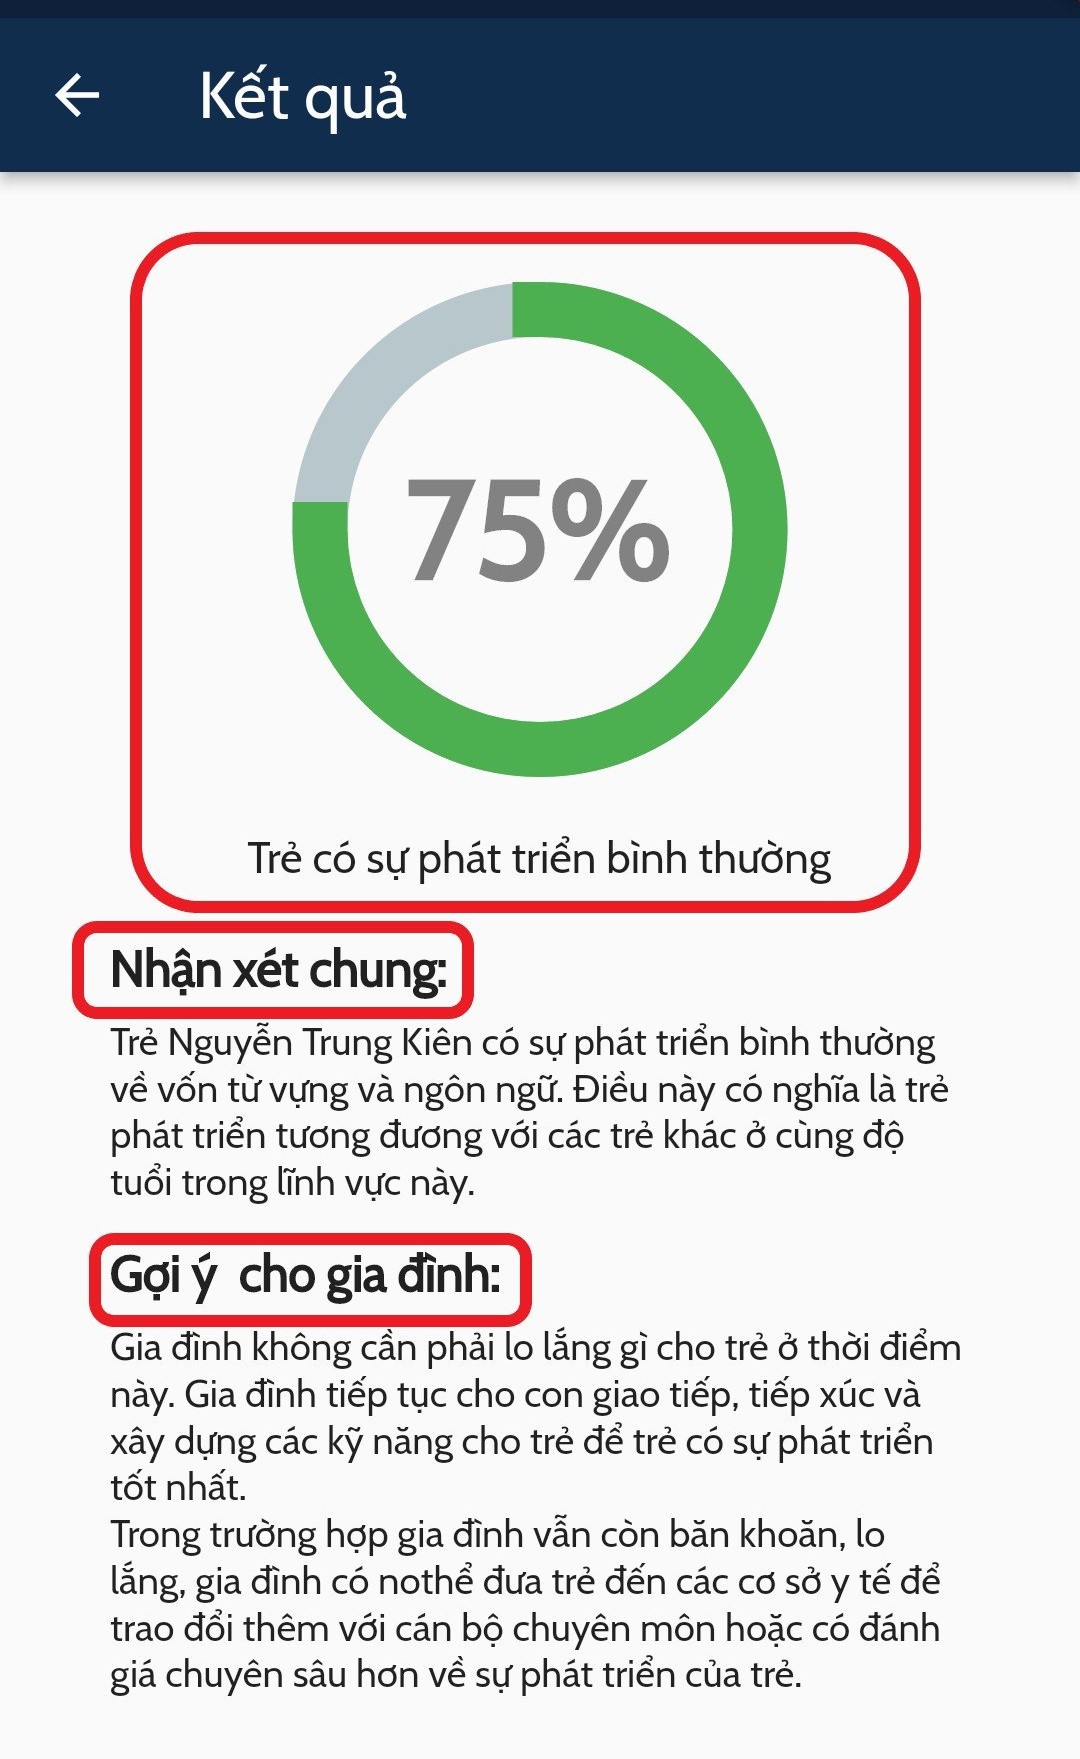 Kết quả
75%
Trẻ có sự phát triển bình thường
Nhận xét chung:
Trẻ Nguyễn Trung Kiên có sự phát triển bình thường
về vốn từ vựng và ngôn ngữ. Điều này có nghĩa là trẻ
phát triển tương đương với các trẻ khác ở cùng độ
tuổi trong lĩnh vực này.
Gợi ý  cho gia đình:
Gia đình không cần phải lo lắng gì cho trẻ ở thời điểm
này. Gia đình tiếp tục cho con giao tiếp, tiếp xúc và
xây dựng các kỹ năng cho trẻ để trẻ có sự phát triển
tốt nhất.
Trong trường hợp gia đình vẫn còn băn khoăn, lo
lắng, gia đình có nothể đưa trẻ đến các cơ sở y tế để
trao đổi thêm với cán bộ chuyên môn hoặc có đánh
giá chuyên sâu hơn về sự phát triển của trẻ.